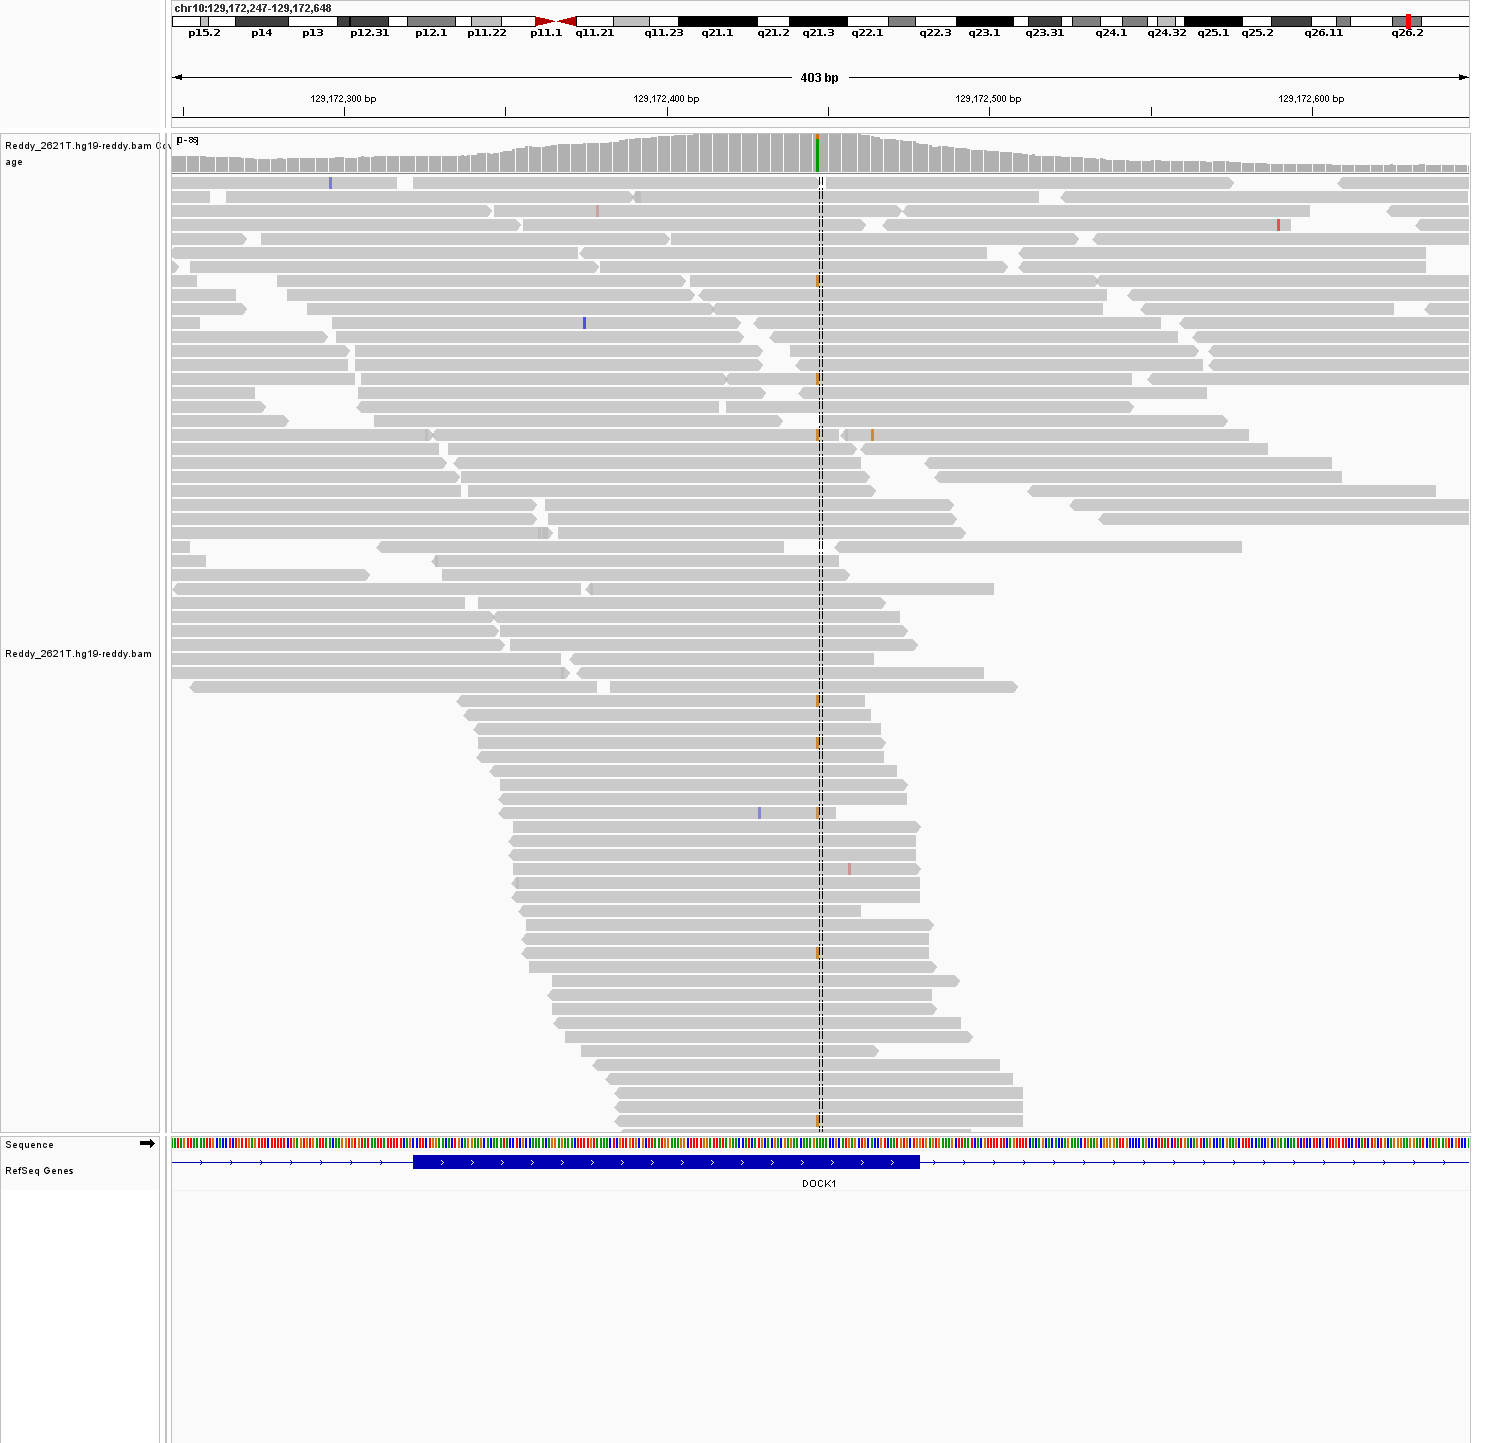 chr10:129,172,247-129,172,648
p15.2 p14 p13 p12.31 p12.1 p11.22 p11.1 q11.21 q11.23 q21.1 q21.2 q21.3 q22.1 q22.3 q23.1 q23.31 q24.1 q24.32 q25.1 q25.2 q26.11 q26.2
403 bp
129,172,300 bp 129,172,400 bp 129,172,500 bp 129,172,600 bp
Reddy_2621T.hg19-reddy.bam Cov
age
Reddy_2621T.hg19-reddy.bam
Sequence
RefSeq Genes
DOCK1